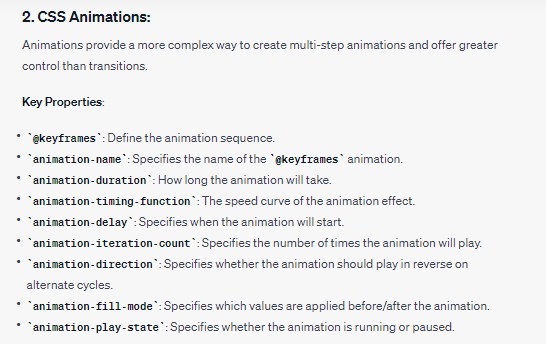 2. CSS Animations:
Animations provide a more complex way to create multi-step animations and offer greater
control than transitions.
Key Properties:
• `@keyframes`: Define the animation sequence.
• `animation-name`: Specifies the name of the `@keyframes` animation.
• `animation-duration`: How long the animation will take.
• `animation-timing-function`: The speed curve of the animation effect.
• `animation-delay`: Specifies when the animation will start.
• `animation-iteration-count`: Specifies the number of times the animation will play.
• `animation-direction`: Specifies whether the animation should play in reverse on
alternate cycles.
• `animation-fill-mode`: Specifies which values are applied before/after the animation.
• `animation-play-state`: Specifies whether the animation is running or paused.